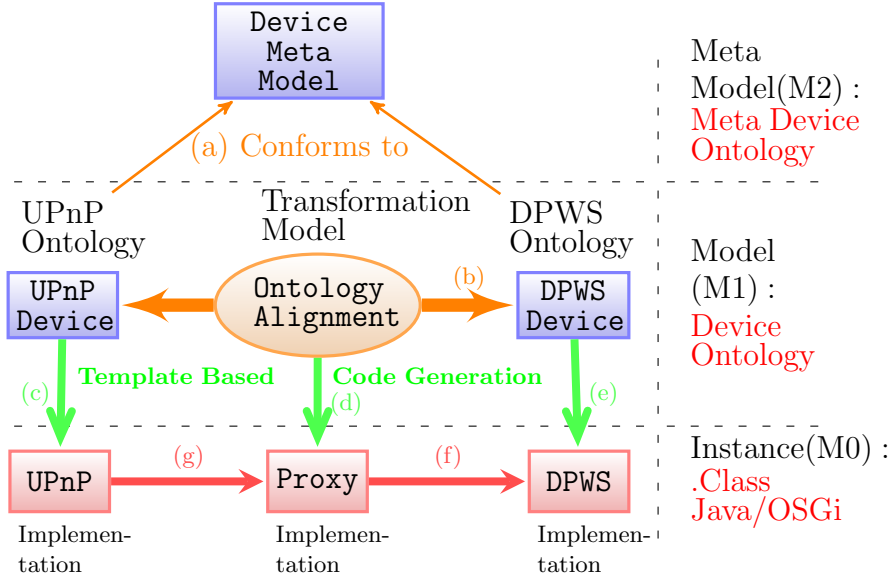 Device
Meta
Model
Meta
Model(M2) :
Meta Device
Ontology
(a) Conforms to
UPnP
Ontology
Transformation
Model
DPWS
Ontology
UPnP
Device
Ontology
Alignment
(b)
DPWS
Device
Model
(M1) :
Device
Ontology
(c)
Template Based
Code Generation
(d)
(e)
UPnP
(g)
Proxy
(f)
DPWS
Instance(M0) :
.Class
Java/OSGi
Implemen-
tation
Implemen-
tation
Implemen-
tation